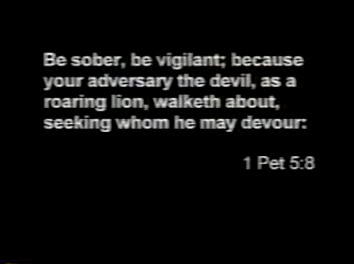 Be sober, be vigilant; because
your adversary the devil, as a
roaring lion, walketh about,
seeking whom he may devour:
1 Pet 5:8